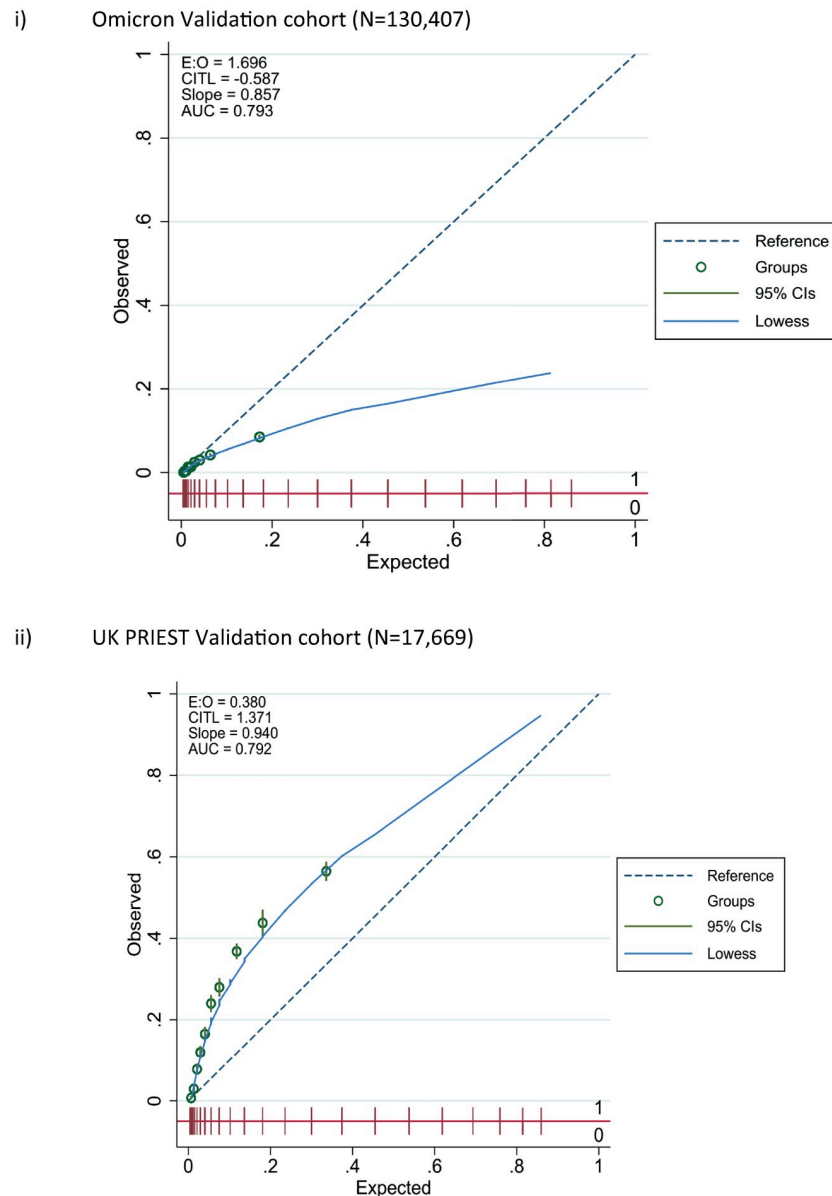 i) Omicron Validation cohort (N=130,407)
E:O = 1.696
CITL = -0.587
Slope = 0.857
AUC = 0.793
1
.8
.6
.4
.2
0
Observed
1
0
0 .2 .4 .6 .8 1
Expected
Reference
Groups
95% CIs
Lowess
ii) UK PRIEST Validation cohort (N=17,669)
E:O = 0.380
CITL = 1.371
Slope = 0.940
AUC = 0.792
1
.8
.6
.4
.2
0
Observed
1
0
0 .2 .4 .6 .8 1
Expected
Reference
Groups
95% CIs
Lowess